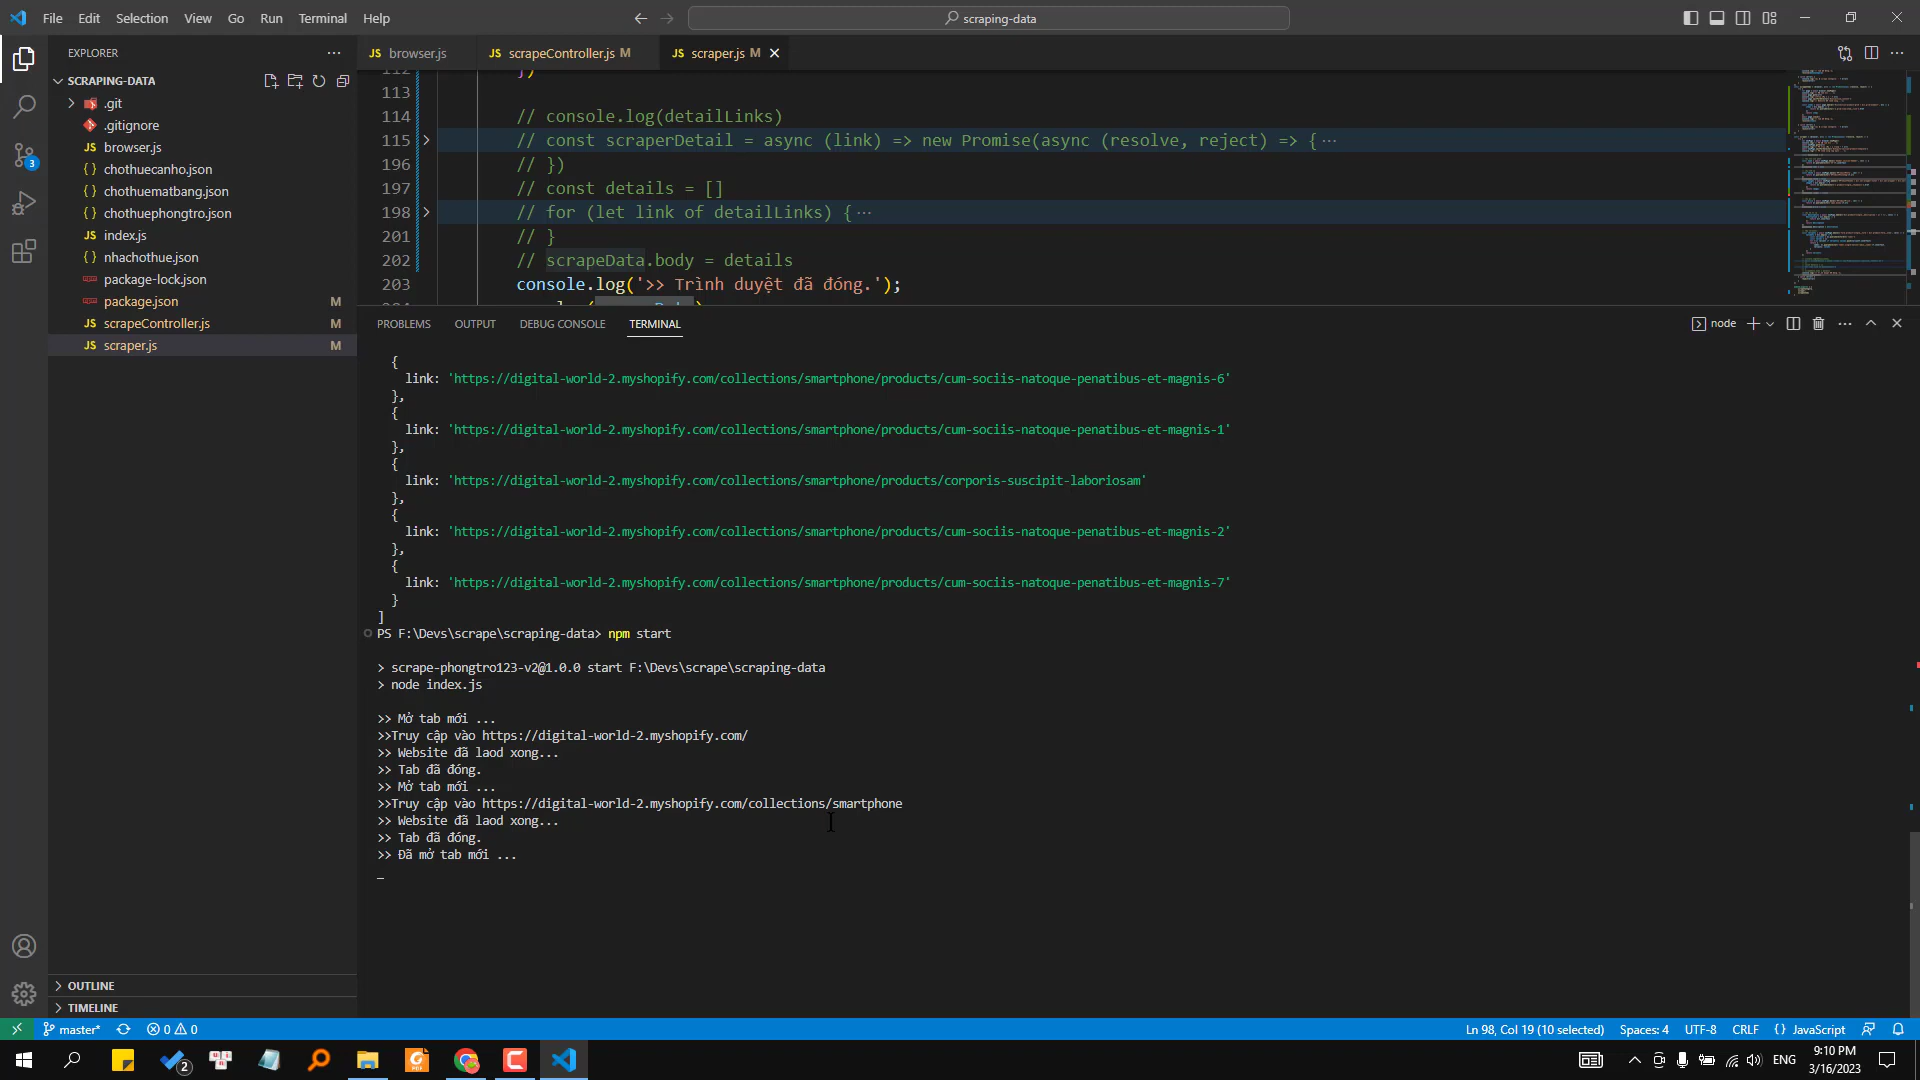 File Edit Selection View Go Run Terminal Help
scraping-data
EXPLORER
browser.js
scrapeController.js M
scraper.js M
SCRAPING-DATA
.git
.gitignore
browser.js
chothuecanho.json
chothuematbang.json
chothuephongtro.json
index.js
nhachothue.json
package-lock.json
package.json M
scrapeController.js M
scraper.js M
OUTLINE
TIMELINE
3
112 })
113
114 // console.log(detailLinks)
115 // const scraperDetail = async (link) => new Promise(async (resolve, reject) => {···
196 // })
197 // const details = []
198 // for (let link of detailLinks) {···
201 // }
202 // scrapeData.body = details
203 console.log('>> Trình duyệt đã đóng.');
PROBLEMS OUTPUT DEBUG CONSOLE TERMINAL
node
{
link: 'https://digital-world-2.myshopify.com/collections/smartphone/products/cum-sociis-natoque-penatibus-et-magnis-6'
},
{
link: 'https://digital-world-2.myshopify.com/collections/smartphone/products/cum-sociis-natoque-penatibus-et-magnis-1'
},
{
link: 'https://digital-world-2.myshopify.com/collections/smartphone/products/corporis-suscipit-laboriosam'
},
{
link: 'https://digital-world-2.myshopify.com/collections/smartphone/products/cum-sociis-natoque-penatibus-et-magnis-2'
},
{
link: 'https://digital-world-2.myshopify.com/collections/smartphone/products/cum-sociis-natoque-penatibus-et-magnis-7'
}
]
PS F:\Devs\scrape\scraping-data> npm start
> scrape-phongtro123-v2@1.0.0 start F:\Devs\scrape\scraping-data
> node index.js
>> Mở tab mới ...
>>Truy cập vào https://digital-world-2.myshopify.com/
>> Website đã laod xong...
>> Tab đã đóng.
>> Mở tab mới ...
>>Truy cập vào https://digital-world-2.myshopify.com/collections/smartphone
>> Website đã laod xong...
>> Tab đã đóng.
>> Đã mở tab mới ...
master* 0 0
Ln 98, Col 19 (10 selected) Spaces: 4 UTF-8 CRLF {} JavaScript
2
ENG
9:10 PM
3/16/2023